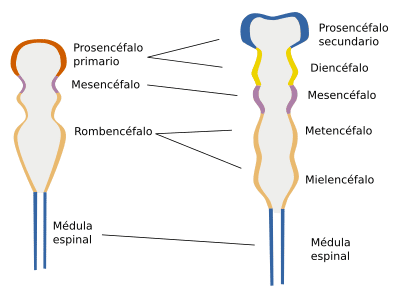 Prosencéfalo
primario
Mesencéfalo
Rombencéfalo
Médula
espinal
Prosencéfalo
secundario
Diencéfalo
Mesencéfalo
Metencéfalo
Mielencéfalo
Médula
espinal